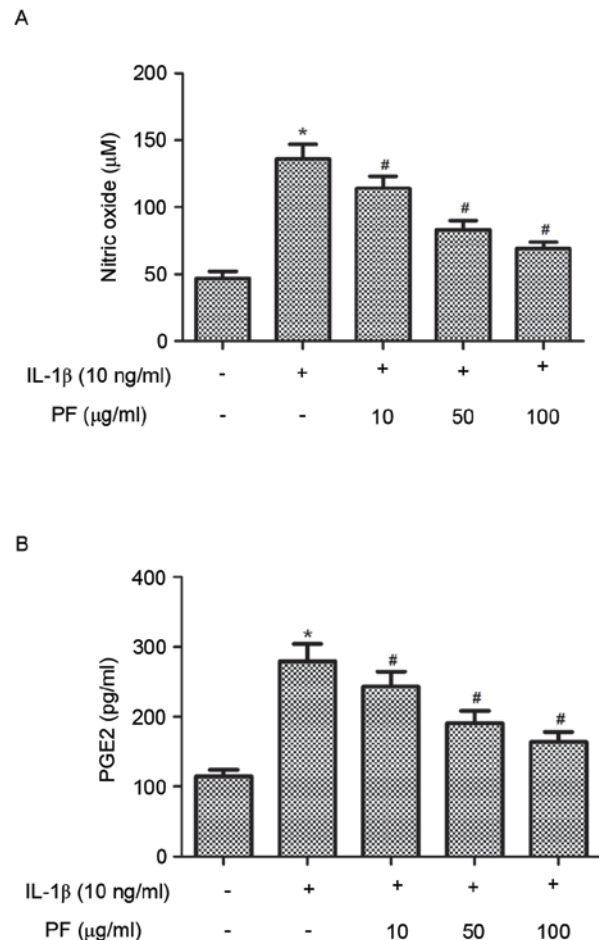 A
Nitric oxide (μM)
200
150
100
50
0
*
#
#
#
IL-1β (10 ng/ml) - + + + +
PF (μg/ml) - - 10 50 100
B
PGE2 (pg/ml)
400
300
200
100
0
*
#
#
#
IL-1β (10 ng/ml) - + + + +
PF (μg/ml) - - 10 50 100